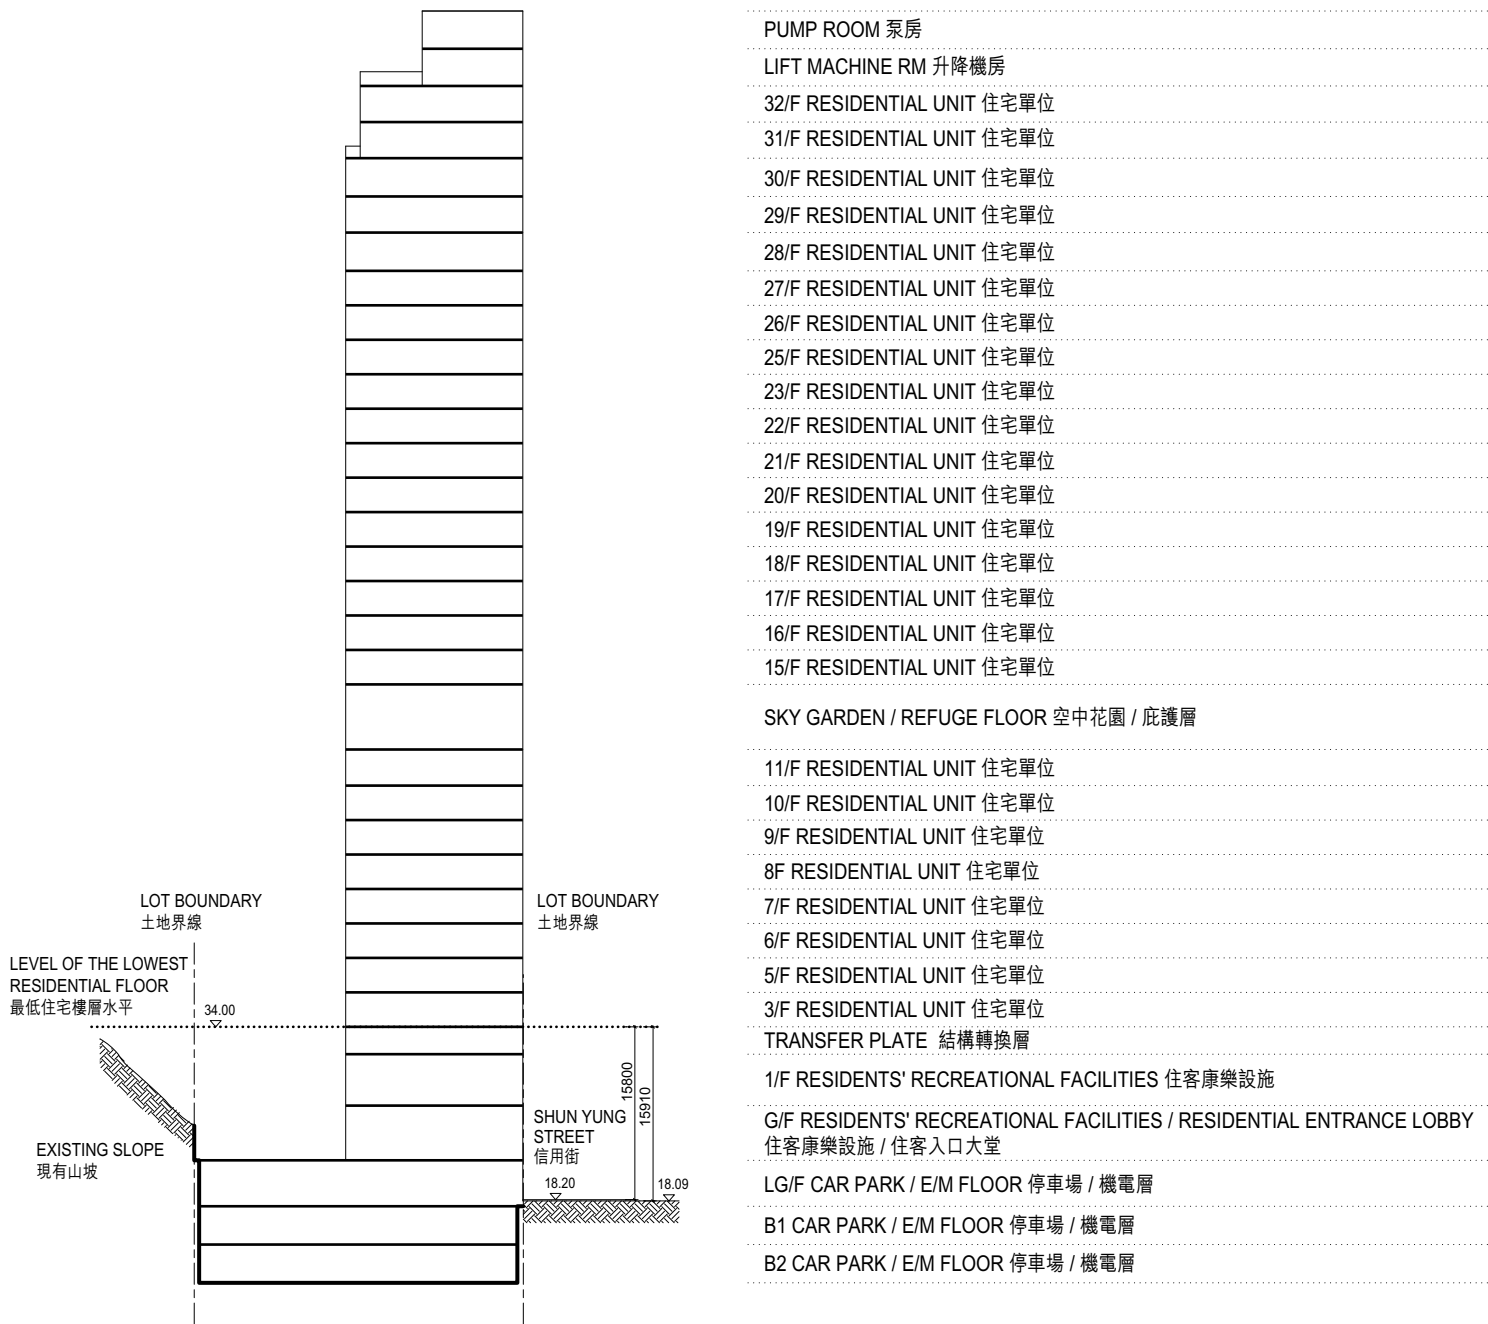 PUMP ROOM 泵房
LIFT MACHINE RM 升降機房
32/F RESIDENTIAL UNIT 住宅單位
31/F RESIDENTIAL UNIT 住宅單位
30/F RESIDENTIAL UNIT 住宅單位
29/F RESIDENTIAL UNIT 住宅單位
28/F RESIDENTIAL UNIT 住宅單位
27/F RESIDENTIAL UNIT 住宅單位
26/F RESIDENTIAL UNIT 住宅單位
25/F RESIDENTIAL UNIT 住宅單位
23/F RESIDENTIAL UNIT 住宅單位
22/F RESIDENTIAL UNIT 住宅單位
21/F RESIDENTIAL UNIT 住宅單位
20/F RESIDENTIAL UNIT 住宅單位
19/F RESIDENTIAL UNIT 住宅單位
18/F RESIDENTIAL UNIT 住宅單位
17/F RESIDENTIAL UNIT 住宅單位
16/F RESIDENTIAL UNIT 住宅單位
15/F RESIDENTIAL UNIT 住宅單位
SKY GARDEN / REFUGE FLOOR 空中花園 / 庇護層
11/F RESIDENTIAL UNIT 住宅單位
10/F RESIDENTIAL UNIT 住宅單位
9/F RESIDENTIAL UNIT 住宅單位
8F RESIDENTIAL UNIT 住宅單位
7/F RESIDENTIAL UNIT 住宅單位
6/F RESIDENTIAL UNIT 住宅單位
5/F RESIDENTIAL UNIT 住宅單位
3/F RESIDENTIAL UNIT 住宅單位
TRANSFER PLATE 結構轉換層
1/F RESIDENTS' RECREATIONAL FACILITIES 住客康樂設施
G/F RESIDENTS' RECREATIONAL FACILITIES / RESIDENTIAL ENTRANCE LOBBY
住客康樂設施 / 住客入口大堂
LG/F CAR PARK / E/M FLOOR 停車場 / 機電層
B1 CAR PARK / E/M FLOOR 停車場 / 機電層
B2 CAR PARK / E/M FLOOR 停車場 / 機電層
LOT BOUNDARY
土地界線
LOT BOUNDARY
土地界線
LEVEL OF THE LOWEST
RESIDENTIAL FLOOR
最低住宅樓層水平
34.00
15800
15910
EXISTING SLOPE
現有山坡
SHUN YUNG
STREET
信用街
18.20
18.09